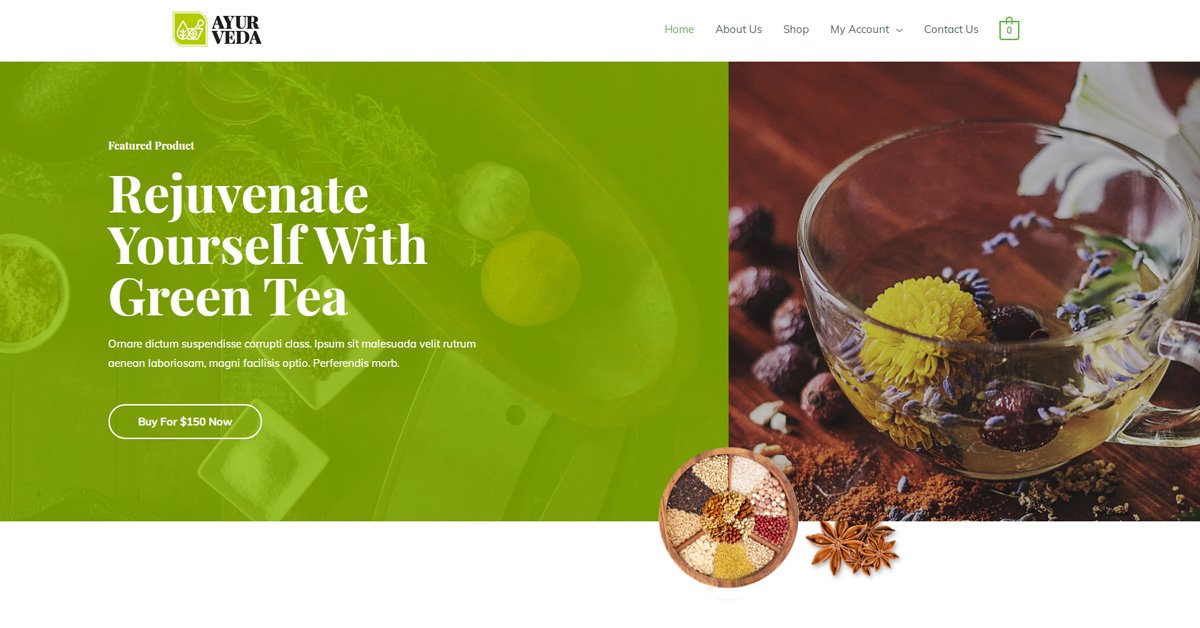 AYUR
VEDA
Home About Us Shop My Account Contact Us 0
Featured Product
Rejuvenate
Yourself With
Green Tea
Ornare dictum suspendisse corrupti class. Ipsum sit malesuada velit rutrum
aenean laboriosam, magni facilisis optio. Perferendis morb.
Buy For $150 Now